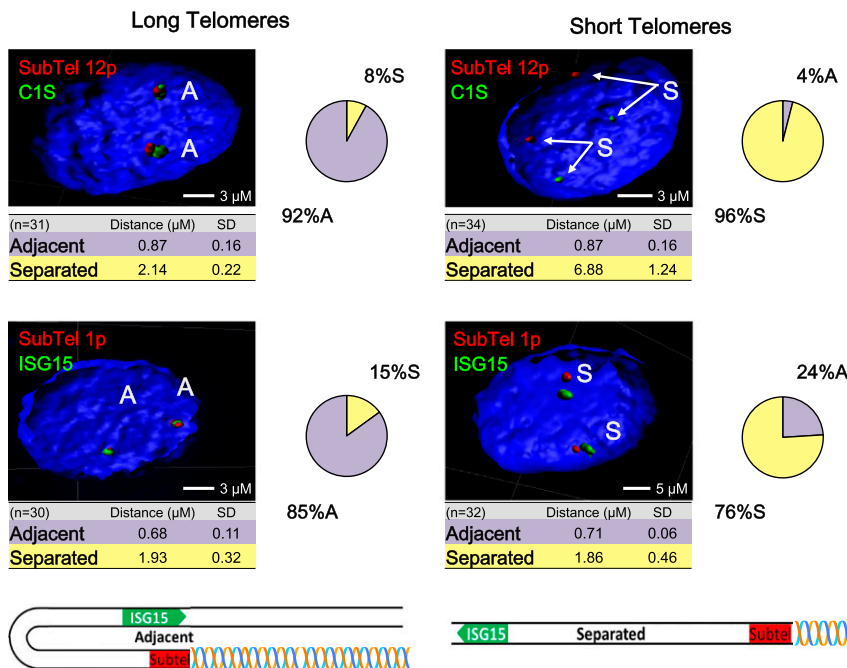 Long Telomeres
Short Telomeres
SubTel 12p
C1S
A
A
3 μM
8%S
92%A
(n=31) Distance (μM) SD
Adjacent 0.87 0.16
Separated 2.14 0.22
SubTel 12p
C1S
S
S
3 μM
4%A
96%S
(n=34) Distance (μM) SD
Adjacent 0.87 0.16
Separated 6.88 1.24
SubTel 1p
ISG15
A A
3 μM
15%S
85%A
(n=30) Distance (μM) SD
Adjacent 0.68 0.11
Separated 1.93 0.32
SubTel 1p
ISG15
S
S
5 μM
24%A
76%S
(n=32) Distance (μM) SD
Adjacent 0.71 0.06
Separated 1.86 0.46
ISG15
Adjacent
Subtel
ISG15 Separated Subtel